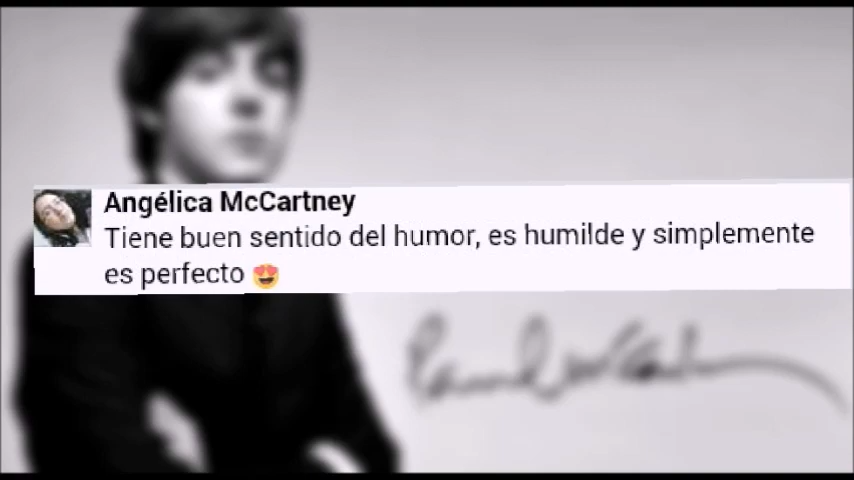 Angélica McCartney
Tiene buen sentido del humor, es humilde y simplemente
es perfecto 😍